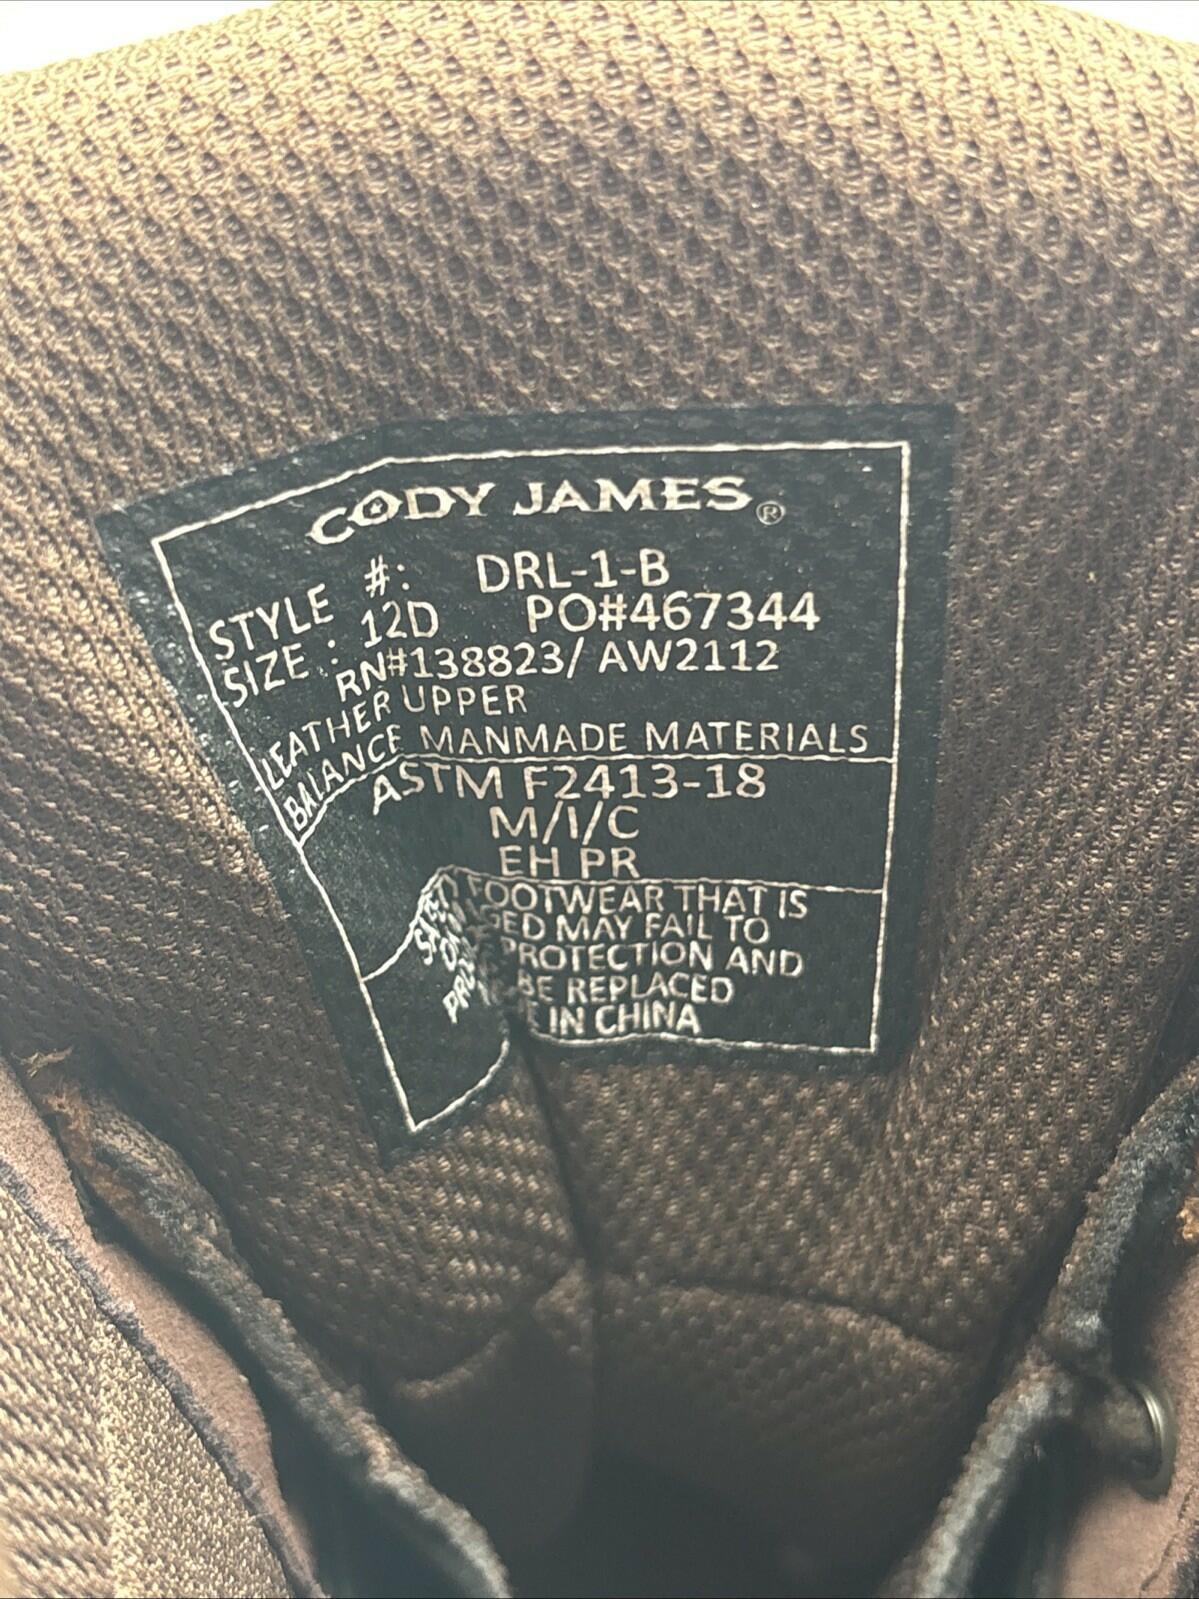 CODY JAMES®
STYLE #: DRL-1-B
SIZE : 12D PO#467344
RN#138823/ AW2112
LEATHER UPPER
BALANCE MANMADE MATERIALS
ASTM F2413-18
M/I/C
EH PR
FOOTWEAR THAT IS
MAY FAIL TO
PROTECTION AND
BE REPLACED
IN CHINA